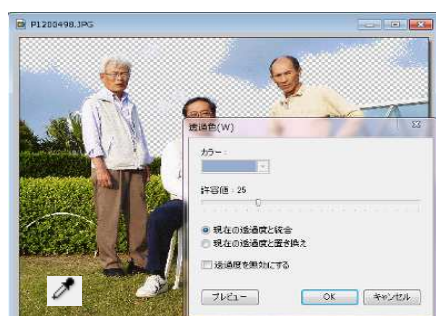 P1200498.JPG
透過色(W)
カラー:
許容値:25
現在の透過度と統合
現在の透過度と置き換え
透過度を無効にする
プレビュー
OK
キャンセル